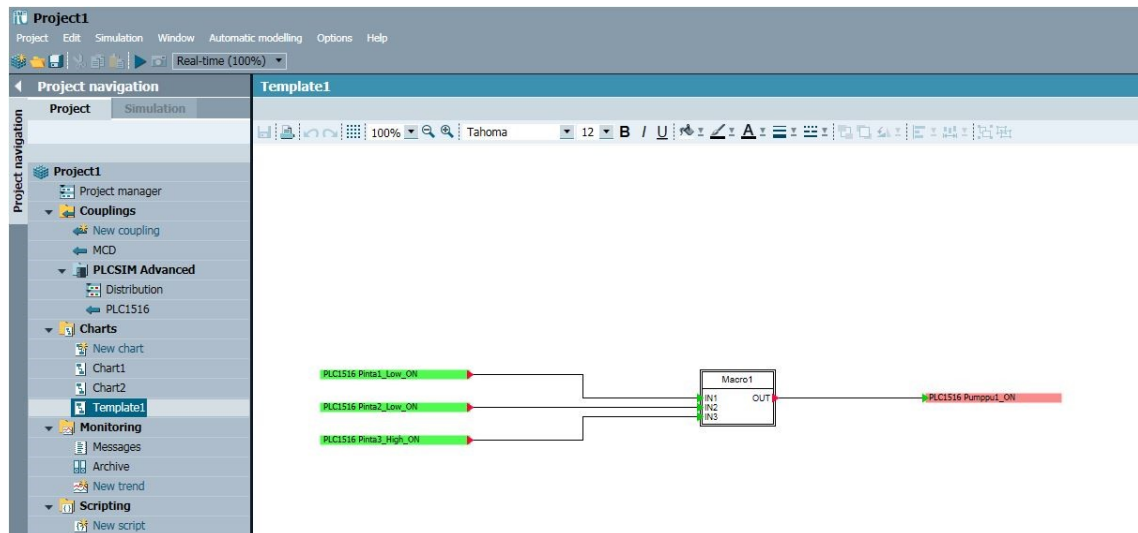 Project1
Project Edit Simulation Window Automatic modelling Options Help
Real-time (100%)
Project navigation
Template1
Project navigation
Project Simulation
100% Tahoma 12 B I U A
Project1
Project manager
Couplings
New coupling
MCD
PLCSIM Advanced
Distribution
PLC1516
Charts
New chart
Chart1
Chart2
Template1
Monitoring
Messages
Archive
New trend
Scripting
New script
PLC1516 Pinta1_Low_ON
PLC1516 Pinta2_Low_ON
PLC1516 Pinta3_High_ON
Macro1
IN1 OUT
IN2
IN3
PLC1516 Pumppu1_ON